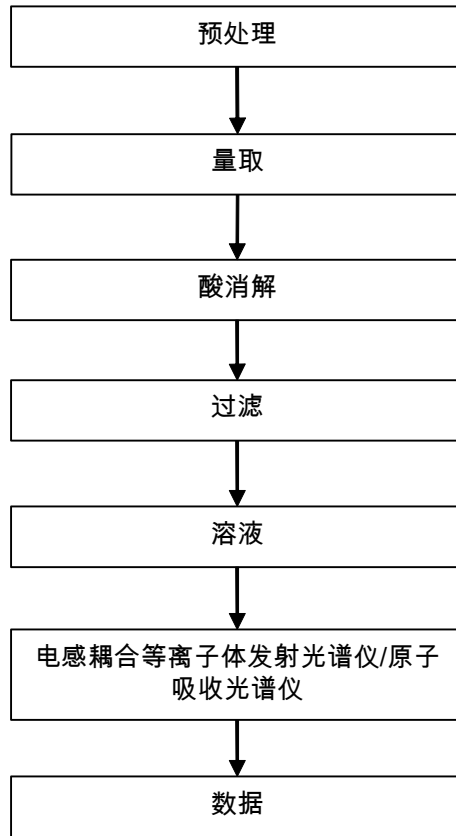 预处理
量取
酸消解
过滤
溶液
电感耦合等离子体发射光谱仪/原子
吸收光谱仪
数据